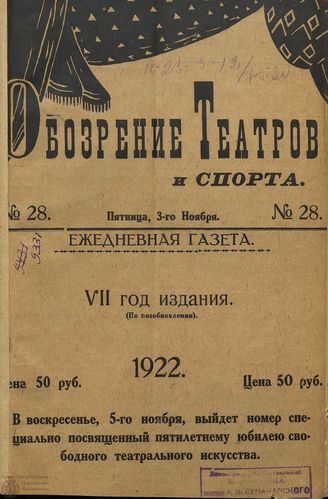 Обозрение Театров
и СПОРТА.
№ 28.
Пятница, 3-го Ноября.
№ 28.
ЕЖЕДНЕВНАЯ ГАЗЕТА.
VII год издания.
(По возобновлении).
1922.
ена 50 руб.
Цена 50 руб.
В воскресенье, 5-го ноября, выйдет номер спе-
циально посвященный пятилетнему юбилею сво-
бодного театрального искусства.
ЛУНАЧАРСКОГО